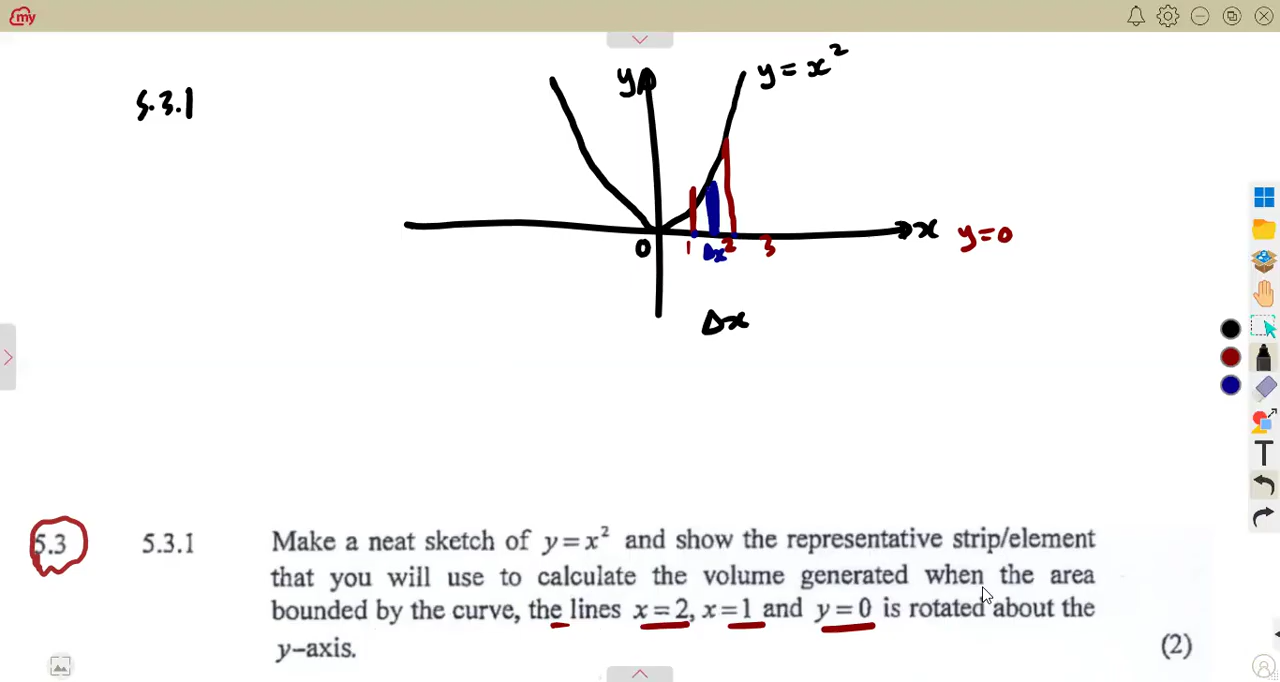 my
y
y = x²
5.3.1
0
1
Δx
2
3
x
y=0
Δx
5.3
5.3.1
Make a neat sketch of y = x² and show the representative strip/element
that you will use to calculate the volume generated when the area
bounded by the curve, the lines x = 2, x = 1 and y = 0 is rotated about the
y–axis.
(2)
T